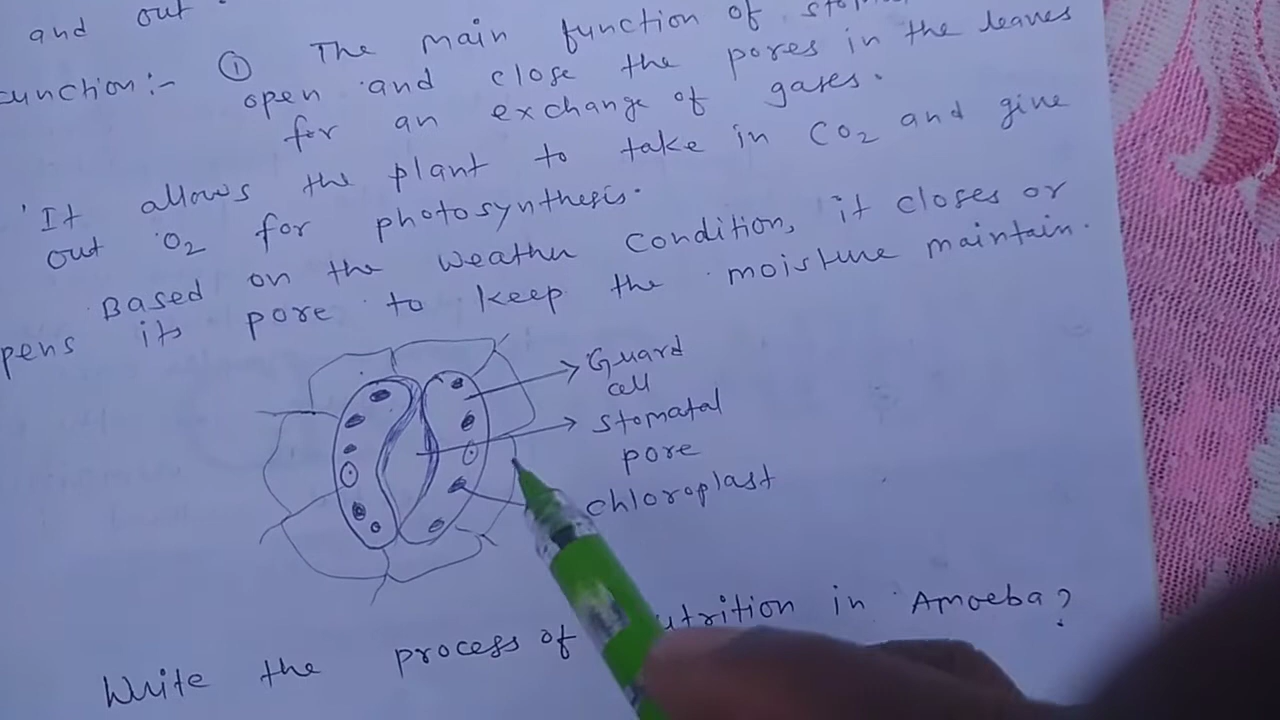 and out
Function:- ① The main function of
open and close the pores in the leaves
for an exchange of gases.
'It allows the plant to take in CO2 and give
out O2 for photosynthesis.
Based on the weather condition, it closes or
pens its pore to keep the moisture maintain.
Guard
cell
stomatal
pore
chloroplast
Write the process of utrition in Amoeba?